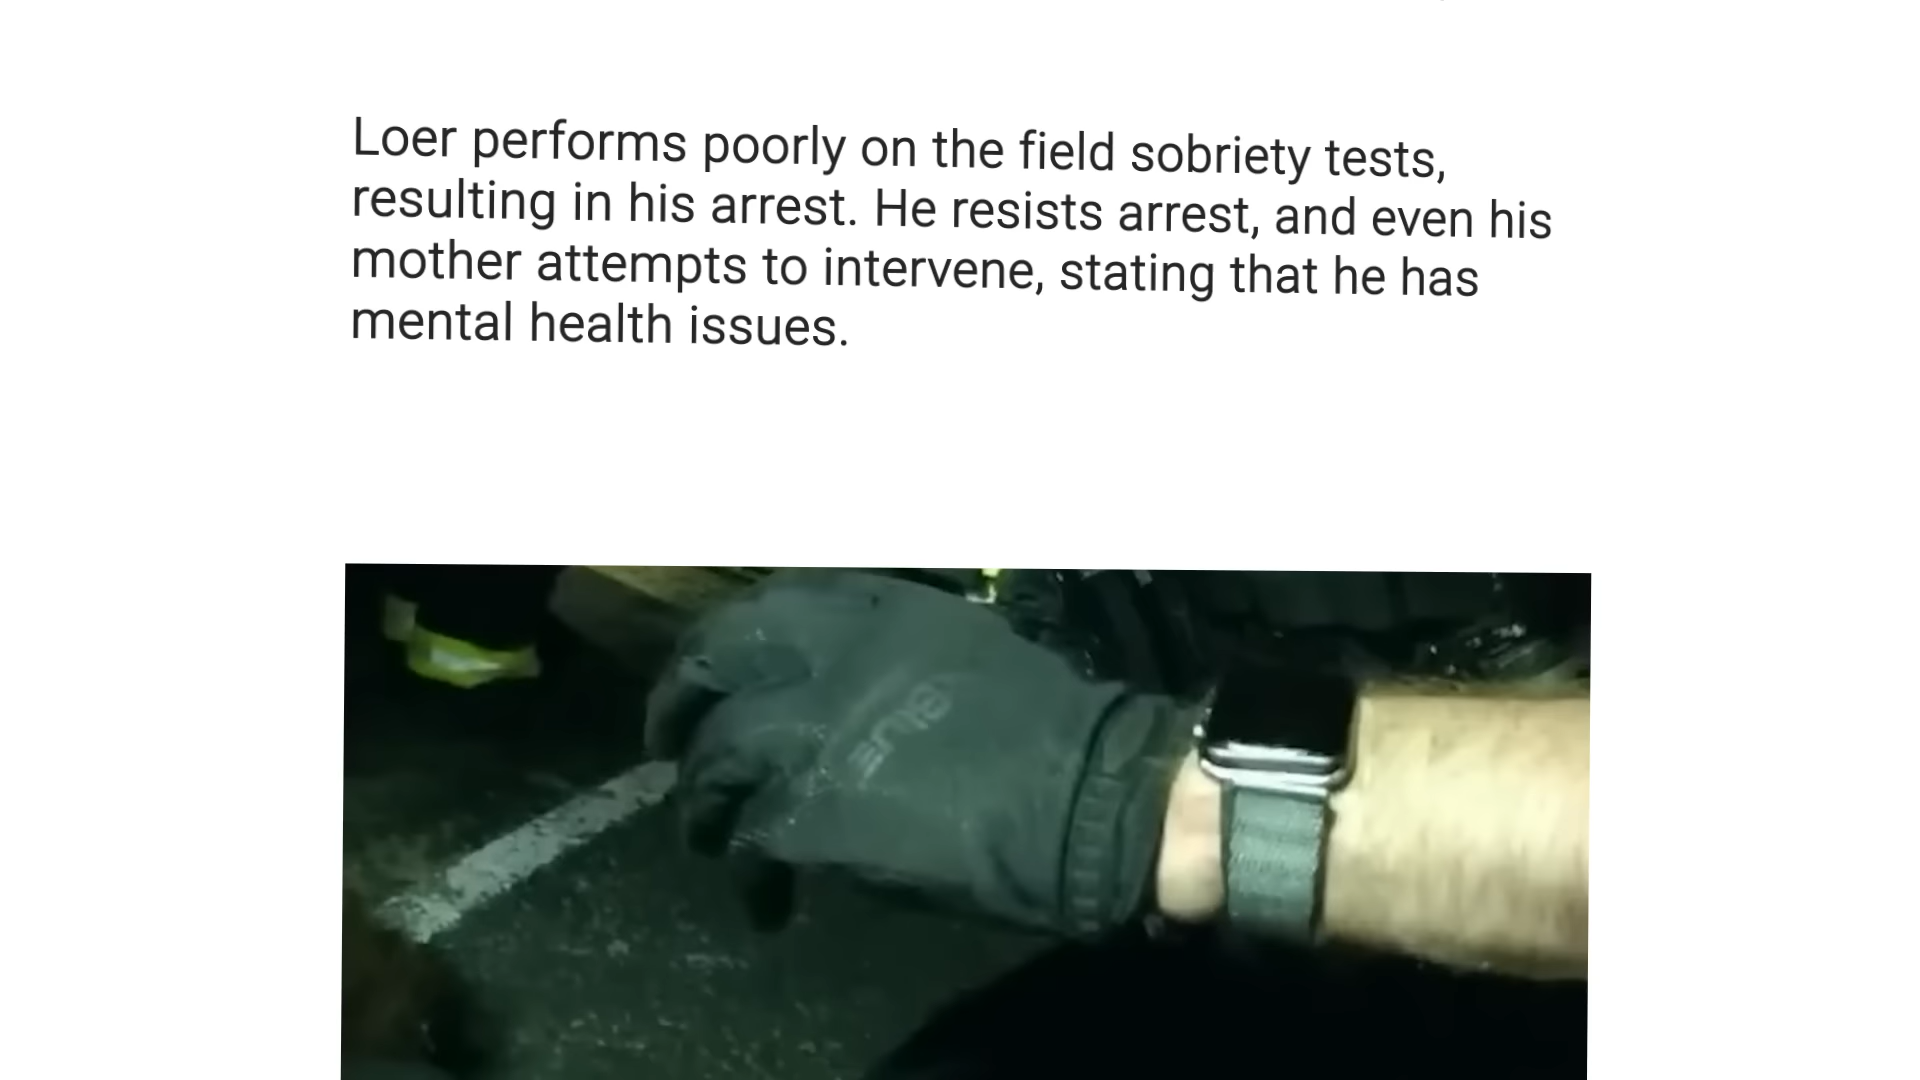 Loer performs poorly on the field sobriety tests,
resulting in his arrest. He resists arrest, and even his
mother attempts to intervene, stating that he has
mental health issues.
BLUE